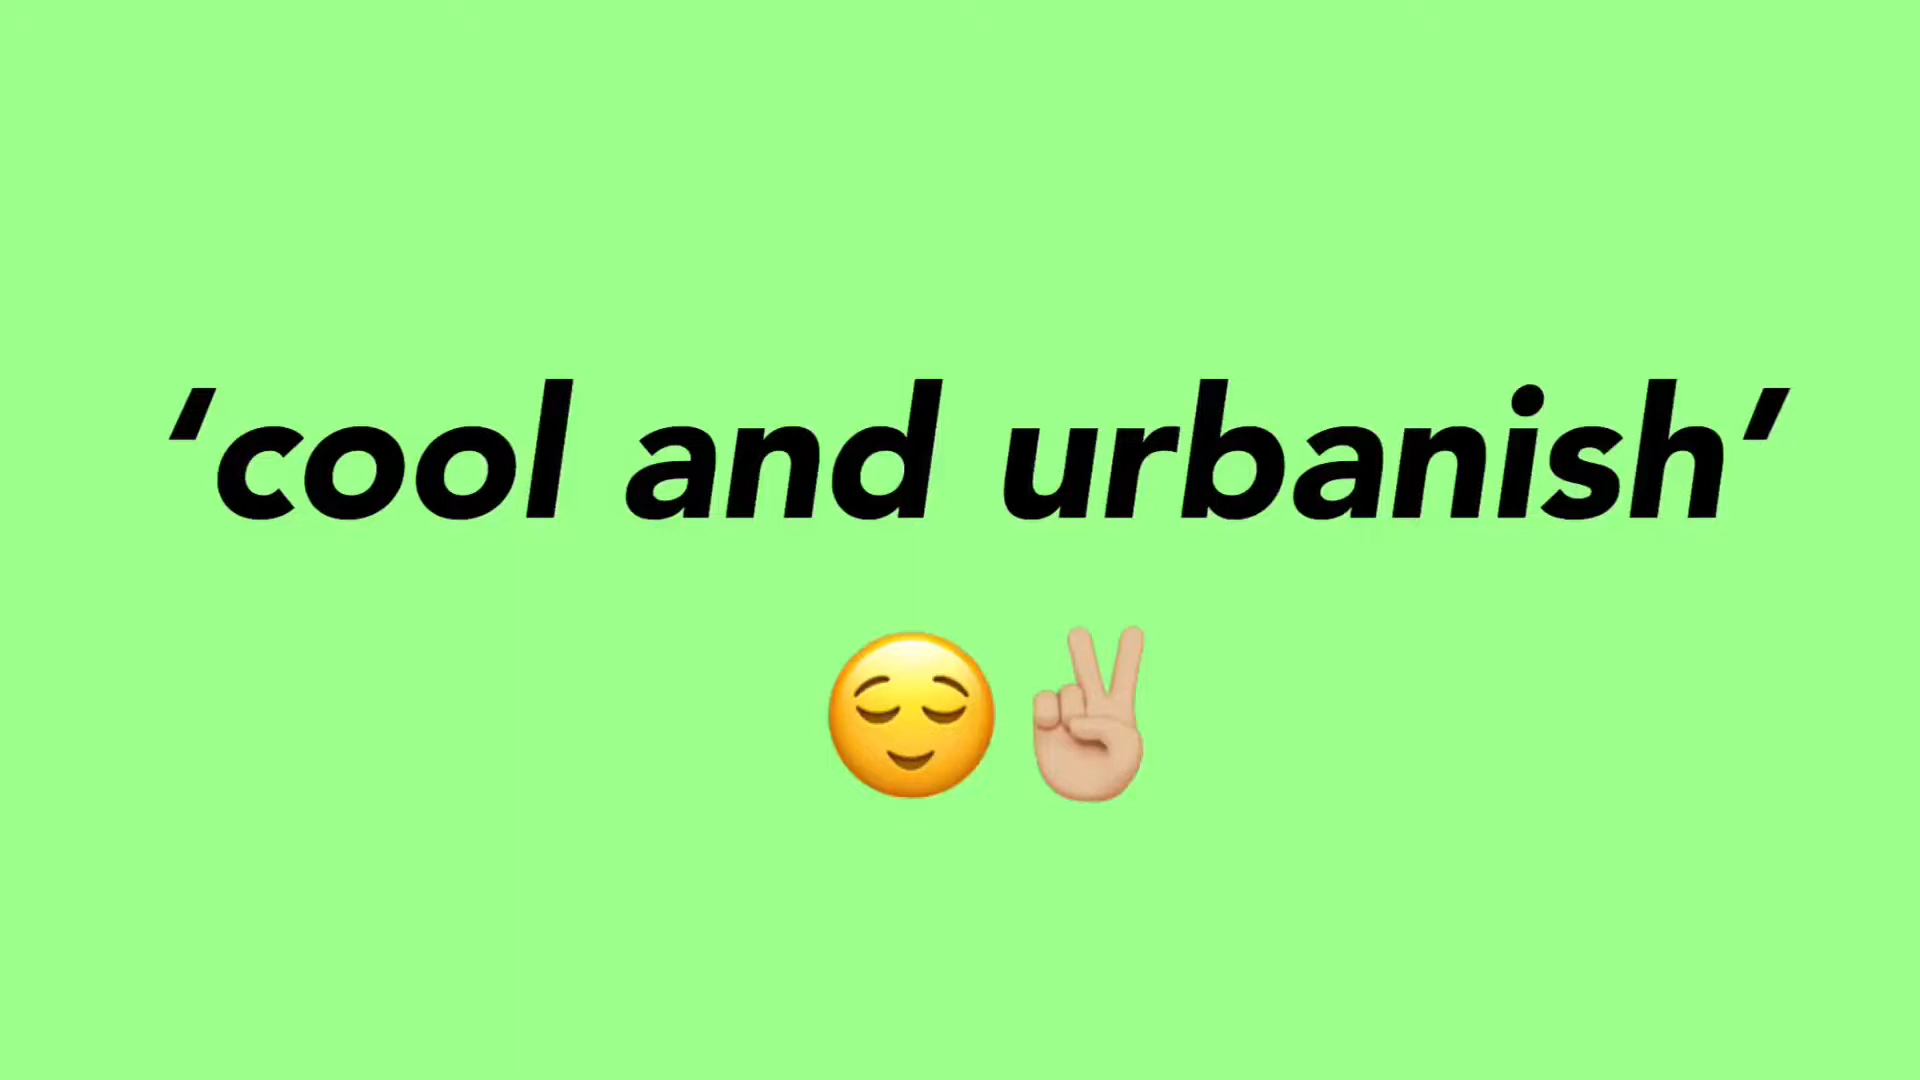 ‘cool and urbanish’
😌✌🏼